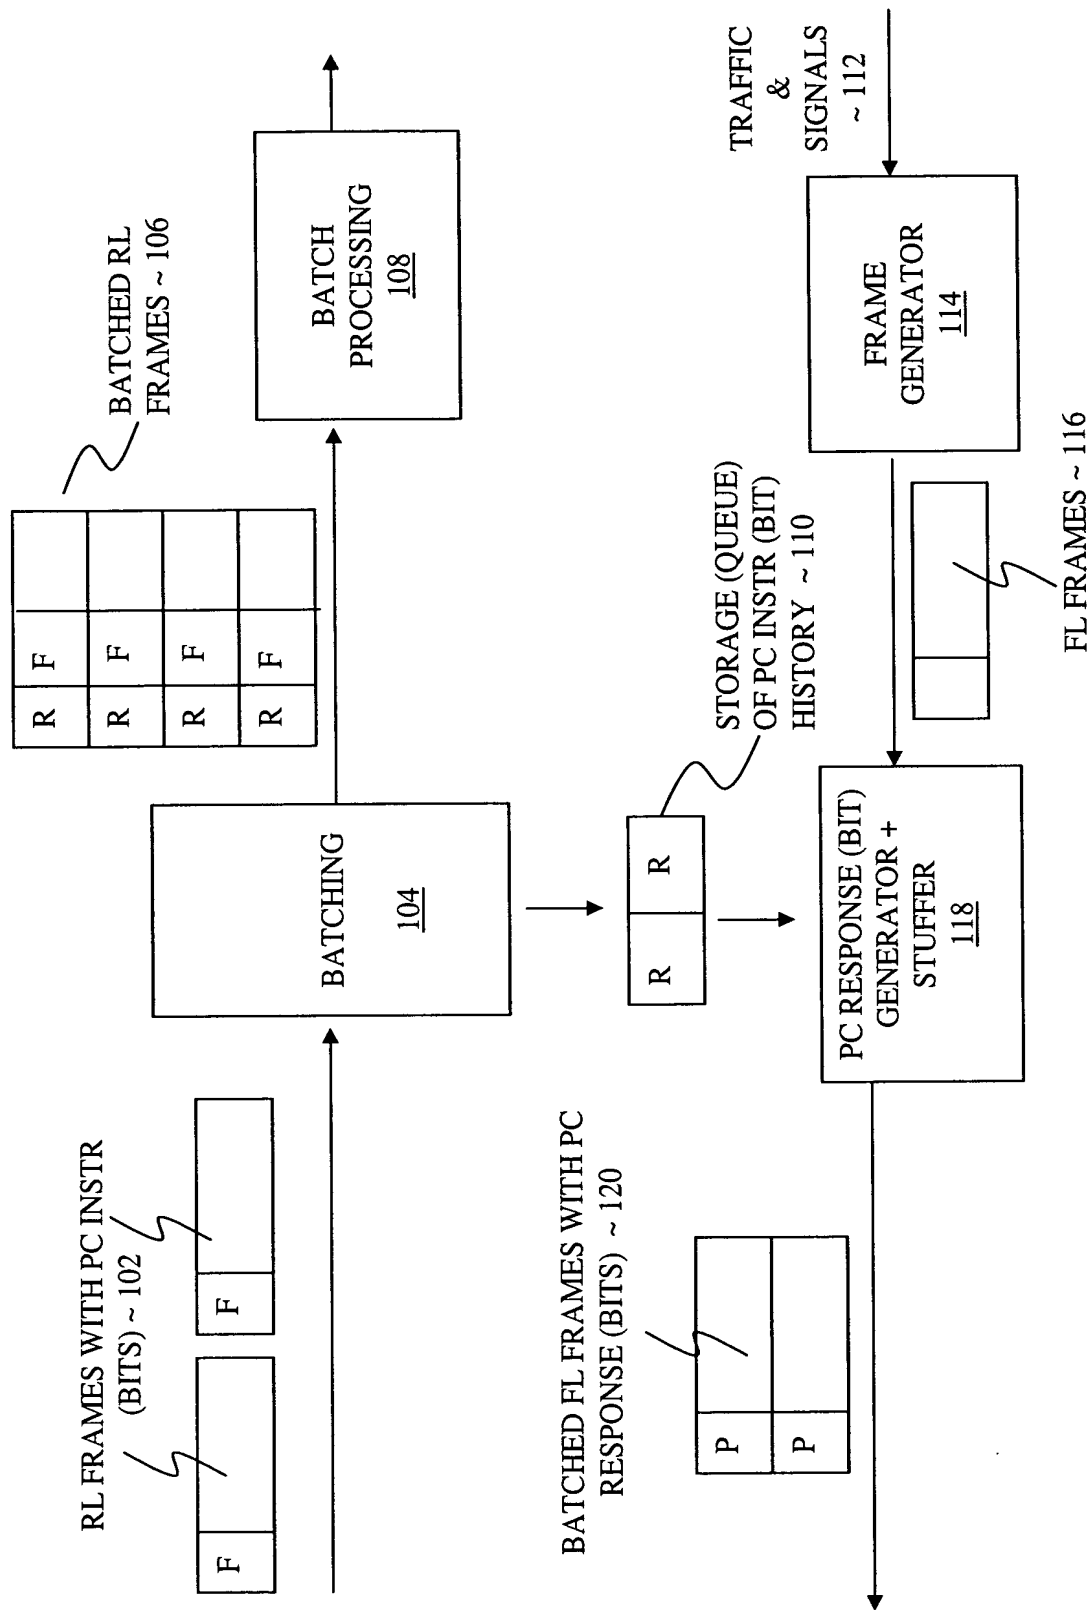 RL FRAMES WITH PC INSTR
(BITS) ~ 102
F
F
BATCHING
104
BATCHED RL
FRAMES ~ 106
R F
R F
R F
R F
BATCH
PROCESSING
108
R R
STORAGE (QUEUE)
OF PC INSTR (BIT)
HISTORY ~ 110
BATCHED FL FRAMES WITH PC
RESPONSE (BITS) ~ 120
P
P
PC RESPONSE (BIT)
GENERATOR +
STUFFER
118
FL FRAMES ~ 116
FRAME
GENERATOR
114
TRAFFIC
&
SIGNALS
~ 112